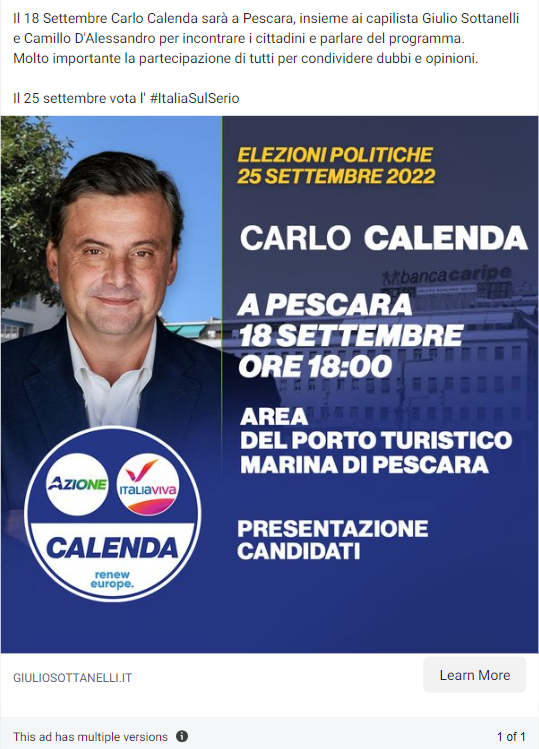 Il 18 Settembre Carlo Calenda sarà a Pescara, insieme ai capilista Giulio Sottanelli
e Camillo D'Alessandro per incontrare i cittadini e parlare del programma.
Molto importante la partecipazione di tutti per condividere dubbi e opinioni.
Il 25 settembre vota l' #ItaliaSulSerio
ELEZIONI POLITICHE
25 SETTEMBRE 2022
CARLO CALENDA
bancacaripe
A PESCARA
18 SETTEMBRE
ORE 18:00
AREA
DEL PORTO TURISTICO
MARINA DI PESCARA
AZIONE
ITALIAVIVA
CALENDA
renew
europe.
PRESENTAZIONE
CANDIDATI
GIULIOSOTTANELLI.IT
Learn More
This ad has multiple versions
1 of 1